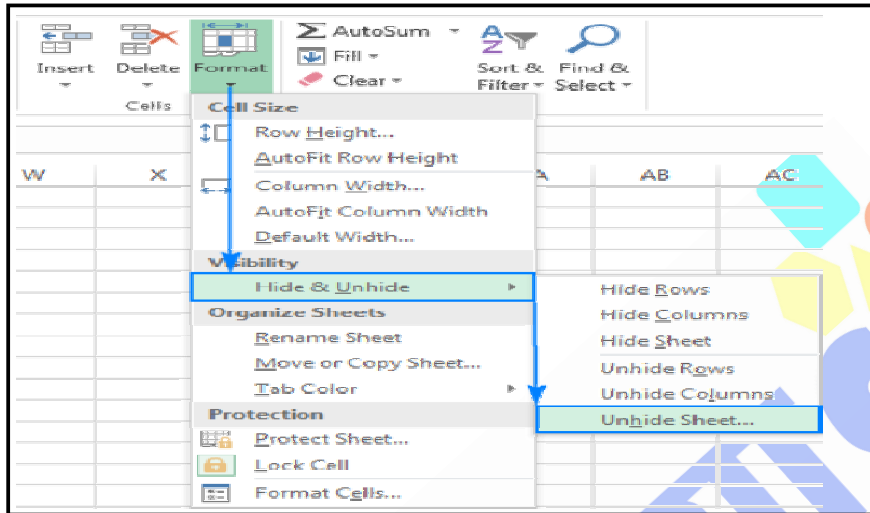 AutoSum
Fill
Clear
Insert
Delete
Format
Sort &
Filter
Find &
Select
Cells
Cell Size
Row Height...
AutoFit Row Height
Column Width...
AutoFit Column Width
Default Width...
Visibility
Hide & Unhide
Organize Sheets
Rename Sheet
Move or Copy Sheet...
Tab Color
Protection
Protect Sheet...
Lock Cell
Format Cells...
W X A AB AC
Hide Rows
Hide Columns
Hide Sheet
Unhide Rows
Unhide Columns
Unhide Sheet...